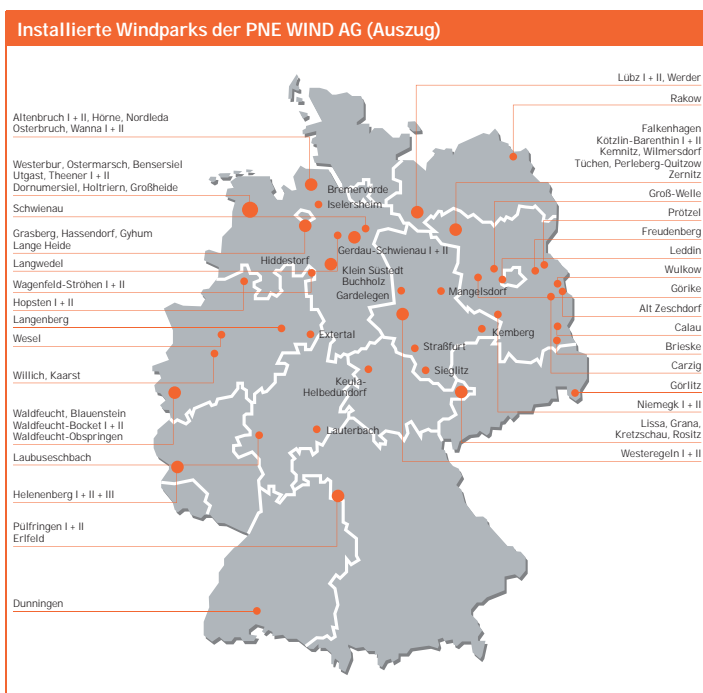 Installierte Windparks der PNE WIND AG (Auszug)
Altenbruch I + II, Hörne, Nordleda
Osterbruch, Wanna I + II
Westerbur, Ostermarsch, Bensersiel
Utgast, Theener I + II
Dornumersiel, Holtriern, Großheide
Schwienau
Grasberg, Hassendorf, Gyhum
Lange Heide
Langwedel
Wagenfeld-Ströhen I + II
Hopsten I + II
Langenberg
Wesel
Willich, Kaarst
Waldfeucht, Blauenstein
Waldfeucht-Bocket I + II
Waldfeucht-Obspringen
Laubuseschbach
Helenenberg I + II + III
Pülfringen I + II
Erlfeld
Dunningen
Bremervörde
Iselersheim
Gerdau-Schwienau I + II
Hiddestorf
Klein Süstedt
Buchholz
Gardelegen
Mangelsdorf
Extertal
Kemberg
Straßfurt
Sieglitz
Keula-
Helbedündorf
Lauterbach
Lübz I + II, Werder
Rakow
Falkenhagen
Kötzlin-Barenthin I + II
Kemnitz, Wilmersdorf
Tüchen, Perleberg-Quitzow
Zernitz
Groß-Welle
Prötzel
Freudenberg
Leddin
Wulkow
Görike
Alt Zeschdorf
Calau
Brieske
Carzig
Görlitz
Niemegk I + II
Lissa, Grana,
Kretzschau, Rositz
Westeregeln I + II